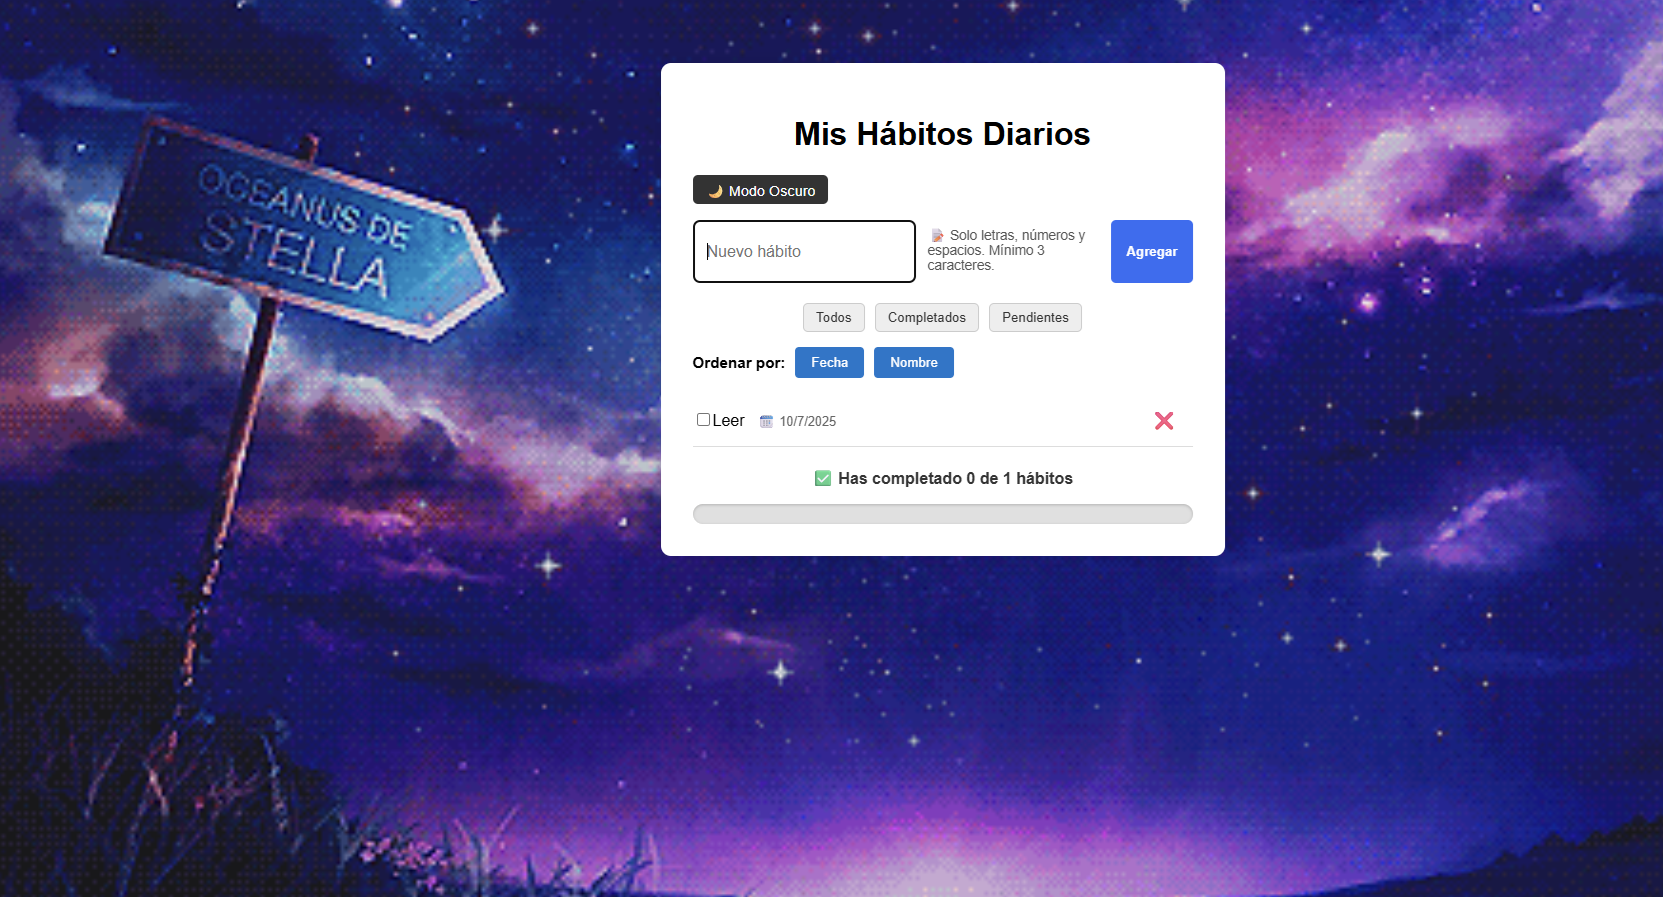 OCEANUS DE
STELLA
Mis Hábitos Diarios
🌙 Modo Oscuro
Nuevo hábito
📝 Solo letras, números y
espacios. Mínimo 3
caracteres.
Agregar
Todos Completados Pendientes
Ordenar por: Fecha Nombre
Leer 📅 10/7/2025 ❌
✅ Has completado 0 de 1 hábitos